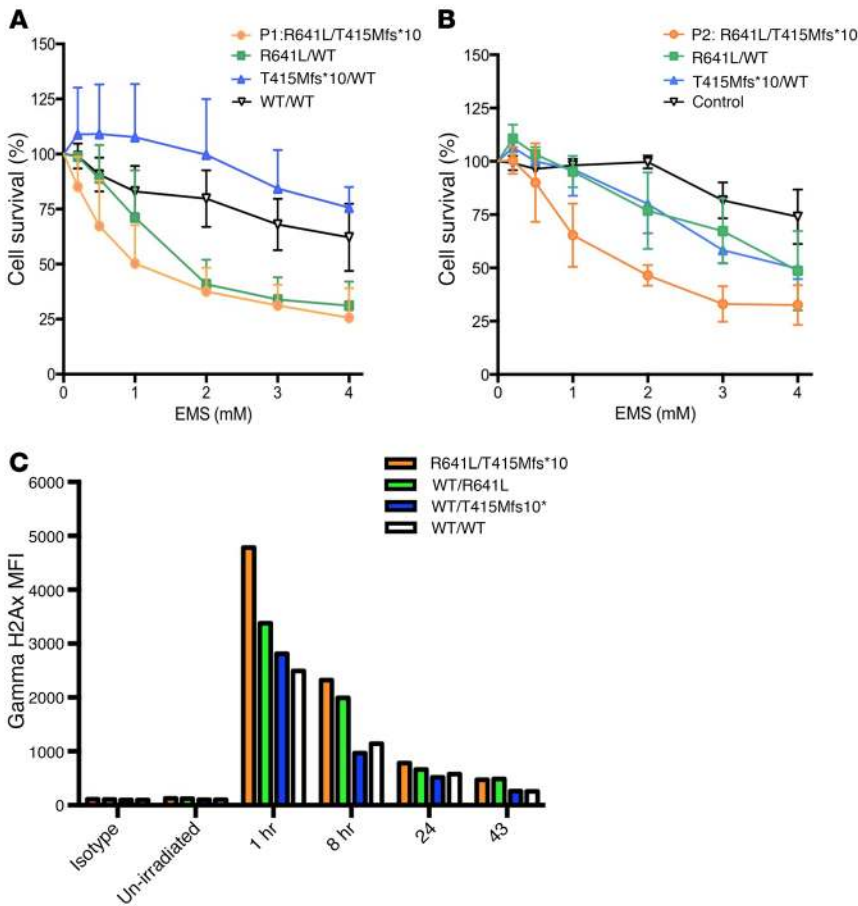 A
P1:R641L/T415Mfs*10
R641L/WT
T415Mfs*10/WT
WT/WT
Cell survival (%)
150
125
100
75
50
25
0
0 1 2 3 4
EMS (mM)
B
P2: R641L/T415Mfs*10
R641L/WT
T415Mfs*10/WT
Control
Cell survival (%)
150
110
100
75
50
25
0
0 1 2 3 4
EMS (mM)
C
R641L/T415Mfs*10
WT/R641L
WT/T415Mfs10*
WT/WT
Gamma H2Ax MFI
6000
5000
4000
3000
2000
1000
0
Isotype
Un-irradiated
1 hr
8 hr
24
43